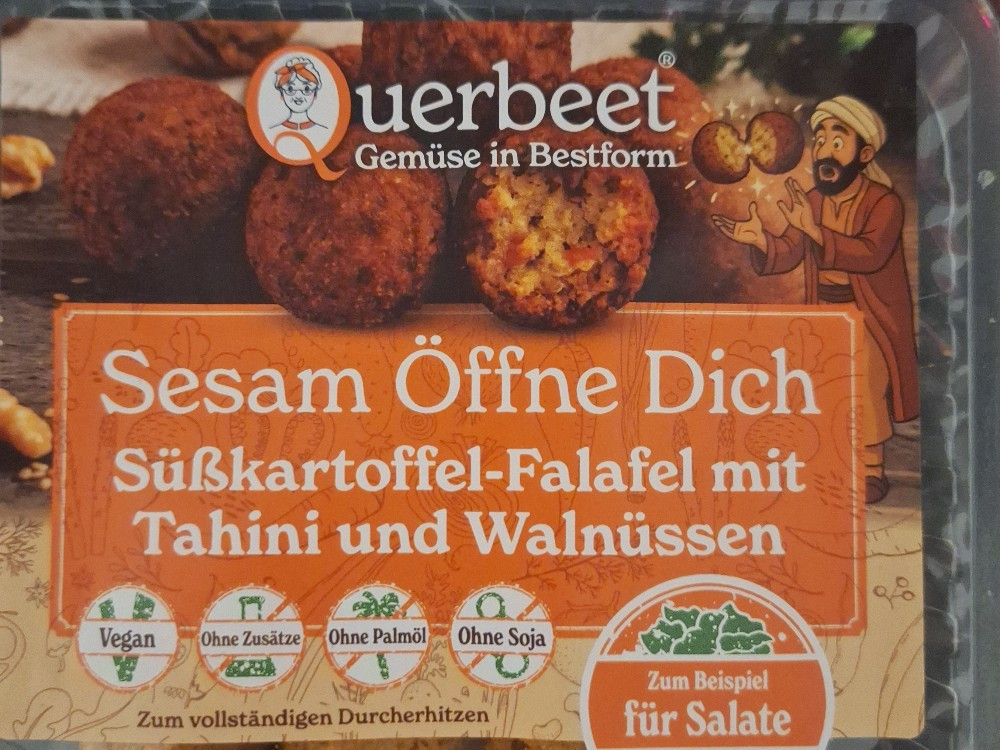 Querbeet®
Gemüse in Bestform
Sesam Öffne Dich
Süßkartoffel-Falafel mit
Tahini und Walnüssen
Vegan
Ohne Zusätze
Ohne Palmöl
Ohne Soja
Zum Beispiel
für Salate
Zum vollständigen Durcherhitzen